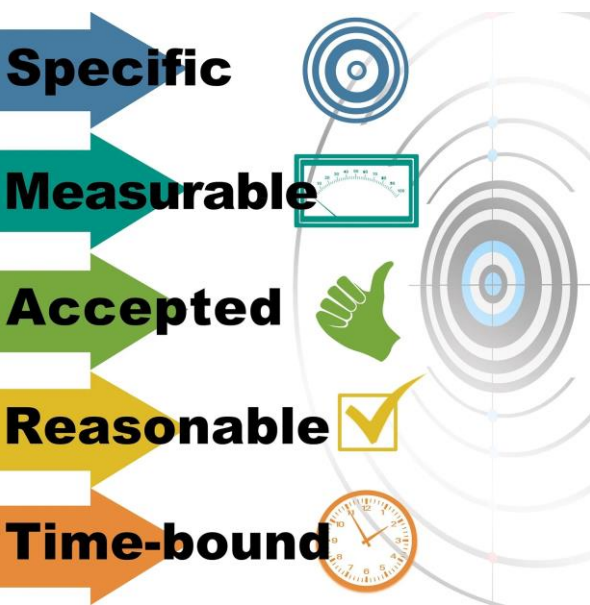 Specific
Measurable
Accepted
Reasonable
Time-bound